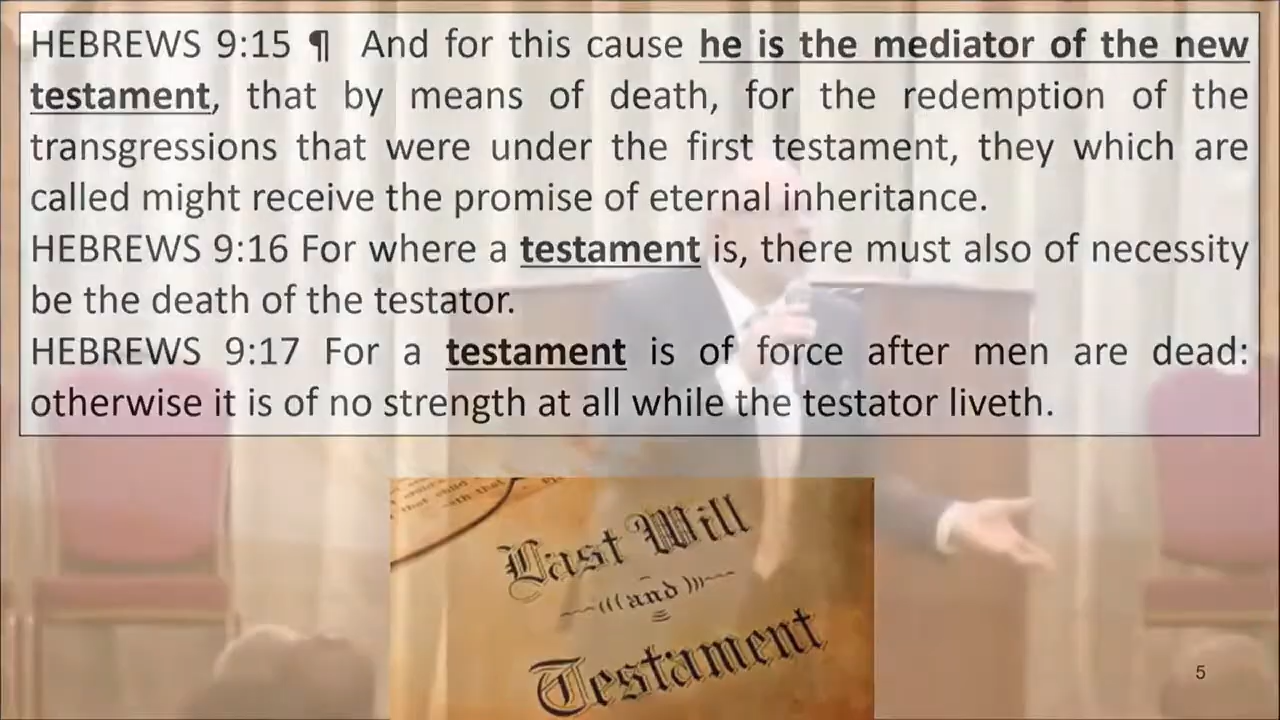 HEBREWS 9:15 ¶ And for this cause he is the mediator of the new
testament, that by means of death, for the redemption of the
transgressions that were under the first testament, they which are
called might receive the promise of eternal inheritance.
HEBREWS 9:16 For where a testament is, there must also of necessity
be the death of the testator.
HEBREWS 9:17 For a testament is of force after men are dead:
otherwise it is of no strength at all while the testator liveth.
that child
with that
Last Will
and
Testament
5